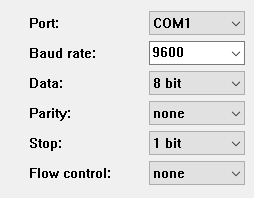 Port: COM1
Baud rate: 9600
Data: 8 bit
Parity: none
Stop: 1 bit
Flow control: none